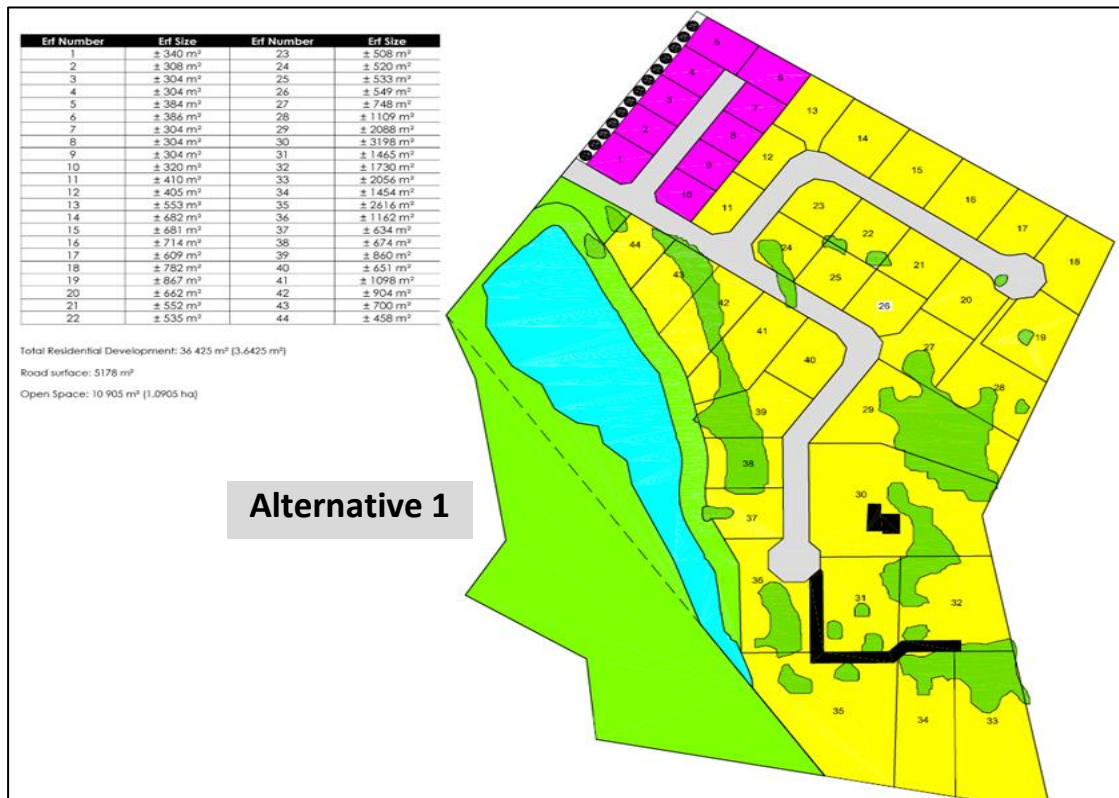 Erf Number Erf Size Erf Number Erf Size
1 ± 340 m² 23 ± 508 m²
2 ± 308 m² 24 ± 520 m²
3 ± 304 m² 25 ± 533 m²
4 ± 304 m² 26 ± 549 m²
5 ± 384 m² 27 ± 748 m²
6 ± 386 m² 28 ± 1109 m²
7 ± 304 m² 29 ± 2088 m²
8 ± 304 m² 30 ± 3198 m²
9 ± 304 m² 31 ± 1465 m²
10 ± 320 m² 32 ± 1730 m²
11 ± 410 m² 33 ± 2056 m²
12 ± 405 m² 34 ± 1454 m²
13 ± 553 m² 35 ± 2616 m²
14 ± 682 m² 36 ± 1162 m²
15 ± 681 m² 37 ± 634 m²
16 ± 714 m² 38 ± 674 m²
17 ± 609 m² 39 ± 860 m²
18 ± 782 m² 40 ± 651 m²
19 ± 867 m² 41 ± 1098 m²
20 ± 662 m² 42 ± 904 m²
21 ± 552 m² 43 ± 700 m²
22 ± 535 m² 44 ± 458 m²
Total Residential Development: 36 425 m² (3.6425 m²)
Road surface: 5178 m²
Open Space: 10 905 m² (1.0905 ha)
Alternative 1
5
4
6
3
7
13
2
8
14
1
9
12
15
10
16
11
23
17
22
44
24
21
18
43
25
20
42
26
41
19
40
27
28
39
29
38
30
37
36
31
32
35
34
33